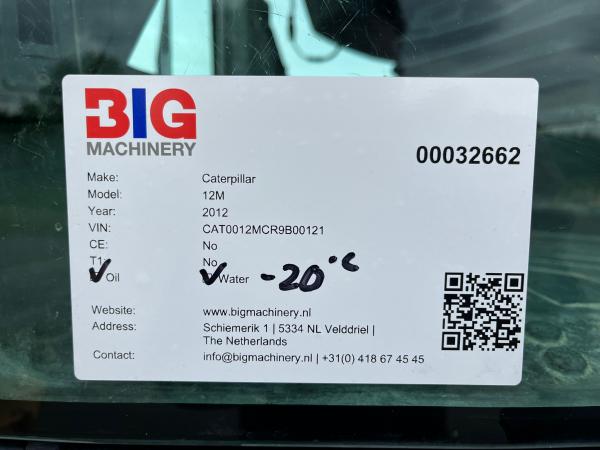 BIG
MACHINERY
00032662
Make: Caterpillar
Model: 12M
Year: 2012
VIN: CAT0012MCR9B00121
CE: No
T1: No
✓ Oil ✓ Water -20°C
Website: www.bigmachinery.nl
Address: Schiemerik 1 | 5334 NL Velddriel |
The Netherlands
Contact: info@bigmachinery.nl | +31(0) 418 67 45 45